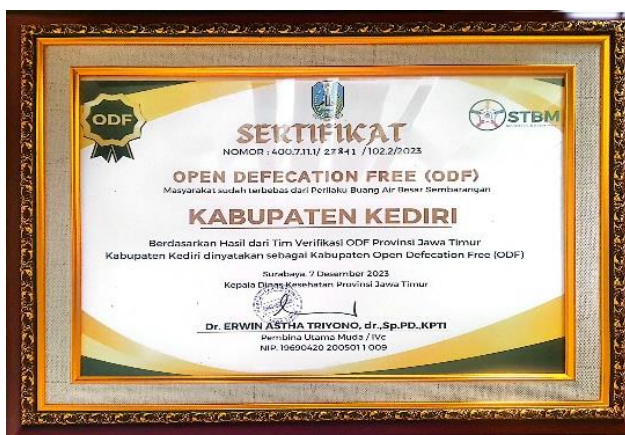 ODF
STBM
SERTIFIKAT
NOMOR : 400.7.11.1/ 27841 /102.2/2023
OPEN DEFECATION FREE (ODF)
Masyarakat sudah terbebas dari Perilaku Buang Air Besar Sembarangan
KABUPATEN KEDIRI
Berdasarkan Hasil dari Tim Verifikasi ODF Provinsi Jawa Timur
Kabupaten Kediri dinyatakan sebagai Kabupaten Open Defecation Free (ODF)
Surabaya, 7 Desember 2023
Kepala Dinas Kesehatan Provinsi Jawa Timur
Dr. ERWIN ASTHA TRIYONO, dr.,Sp.PD.,KPTI
Pembina Utama Muda / IVc
NIP. 19690420 200501 1 009